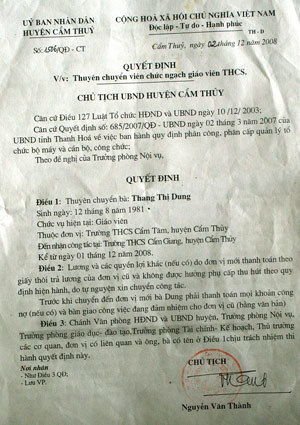 UỶ BAN NHÂN DÂN
HUYỆN CẨM THUỶ
CỘNG HOÀ XÃ HỘI CHỦ NGHĨA VIỆT NAM
Độc lập - Tự do - Hạnh phúc
TH - D
Số: /QĐ - CT
Cẩm Thuỷ, ngày 02 tháng 12 năm 2008
QUYẾT ĐỊNH
V/v: Thuyên chuyển viên chức ngạch giáo viên THCS.
CHỦ TỊCH UBND HUYỆN CẨM THỦY
Căn cứ Điều 127 Luật Tổ chức HĐND và UBND ngày 10 /12/ 2003;
Căn cứ Quyết định số: 685/2007/QĐ - UBND ngày 02 tháng 3 năm 2007 của
UBND tỉnh Thanh Hoá về việc ban hành quy định phân công, phân cấp quản lý tổ
chức bộ máy và cán bộ, công chức;
Theo đề nghị của Trưởng phòng Nội vụ,
QUYẾT ĐỊNH
Điều 1: Thuyên chuyển bà: Thang Thị Dung
Sinh ngày: 12 tháng 8 năm 1981
Chức vụ hiện tại: Giáo viên
Thuộc đơn vị: Trường THCS Cẩm Tâm, huyện Cẩm Thủy
Đến nhận công tác tại: Trường THCS Cẩm Giang, huyện Cẩm Thủy
Kể từ ngày 01 tháng 12 năm 2008.
Điều 2: Lương và các quyền lợi khác (nếu có) do đơn vị mới thanh toán theo
giấy thôi trả lương của đơn vị cũ và không được hưởng phụ cấp thu hút theo quy
định hiện hành, do tự nguyện xin chuyển công tác.
Trước khi chuyển đến đơn vị mới bà Dung phải thanh toán mọi khoản công
nợ (nếu có) và bàn giao công việc đang đảm nhiệm cho đơn vị cũ (bằng văn bản)
Điều 3: Chánh Văn phòng HĐND và UBND huyện, Trưởng phòng Nội vụ,
Trưởng phòng giáo dục- đào tạo, Trưởng phòng Tài chính- Kế hoạch, Thủ trưởng
các cơ quan, đơn vị có liên quan và ông, bà có tên ở Điều 1 chịu trách nhiệm thi
hành quyết định này.
Nơi nhận
- Như Điều 3 QĐ;
- Lưu VP.
CHỦ TỊCH
Nguyễn Văn Thành